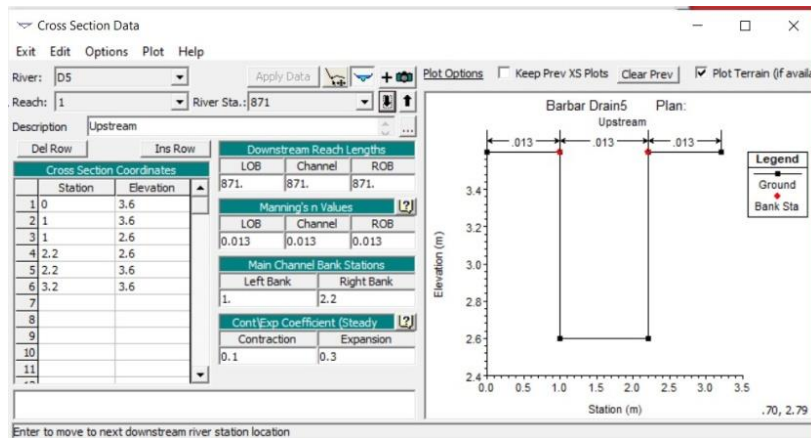 Cross Section Data
Exit Edit Options Plot Help
River: D5 Apply Data Plot Options Keep Prev XS Plots Clear Prev Plot Terrain (if availa
Reach: 1 River Sta.: 871
Description Upstream ...
Del Row Ins Row
Cross Section Coordinates
Station Elevation
1 0 3.6
2 1 3.6
3 1 2.6
4 2.2 2.6
5 2.2 3.6
6 3.2 3.6
7
8
9
10
11
Downstream Reach Lengths
LOB Channel ROB
871. 871. 871.
Manning's n Values ?
LOB Channel ROB
0.013 0.013 0.013
Main Channel Bank Stations
Left Bank Right Bank
1. 2.2
Cont\Exp Coefficient (Steady ?
Contraction Expansion
0.1 0.3
Barbar Drain5 Plan:
Upstream
.013 .013 .013
Legend
Ground
Bank Sta
Elevation (m)
3.4
3.2
3.0
2.8
2.6
2.4
0.0 0.5 1.0 1.5 2.0 2.5 3.0 3.5
Station (m)
.70, 2.79
Enter to move to next downstream river station location